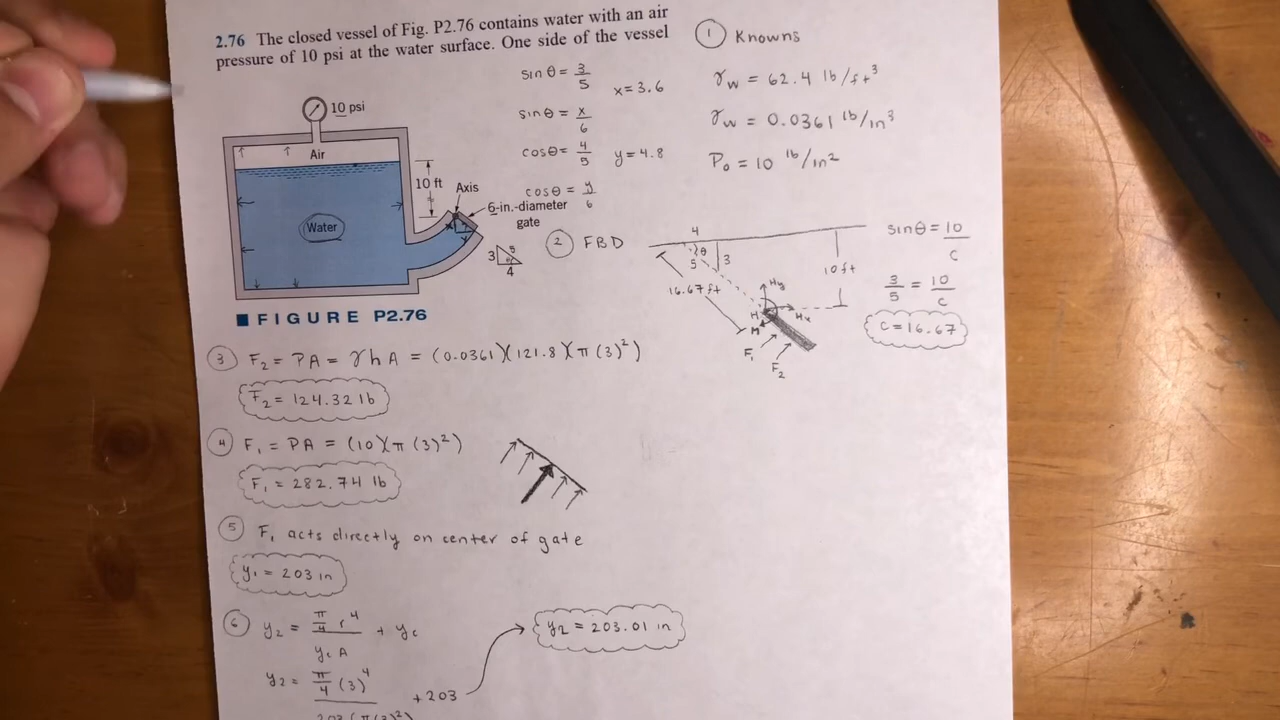 2.76 The closed vessel of Fig. P2.76 contains water with an air
pressure of 10 psi at the water surface. One side of the vessel
10 psi
Air
10 ft
Axis
6-in.-diameter
gate
Water
3 5
4
■ FIGURE P2.76
sin θ = 3/5
x = 3.6
sin θ = x/6
cos θ = 4/5 y = 4.8
cos θ = y/6
① Knowns
γw = 62.4 lb/ft³
γw = 0.0361 lb/in³
P₀ = 10 lb/in²
② FBD
4
θ
5
3
16.67 ft
10 ft
Hy
H
Hx
M
F₁
F₂
sin θ = 10/c
3/5 = 10/c
c = 16.67
③ F₂ = PA = γhA = (0.0361)(121.8)(π(3)²)
F₂ = 124.32 lb
④ F₁ = PA = (10)(π(3)²)
F₁ = 282.74 lb
⑤ F₁ acts directly on center of gate
y₁ = 203 in
⑥ y₂ = π/4 r⁴ / yc A + yc
y₂ = 203.01 in
y₂ = π/4 (3)⁴ / 203(π(3)²) + 203